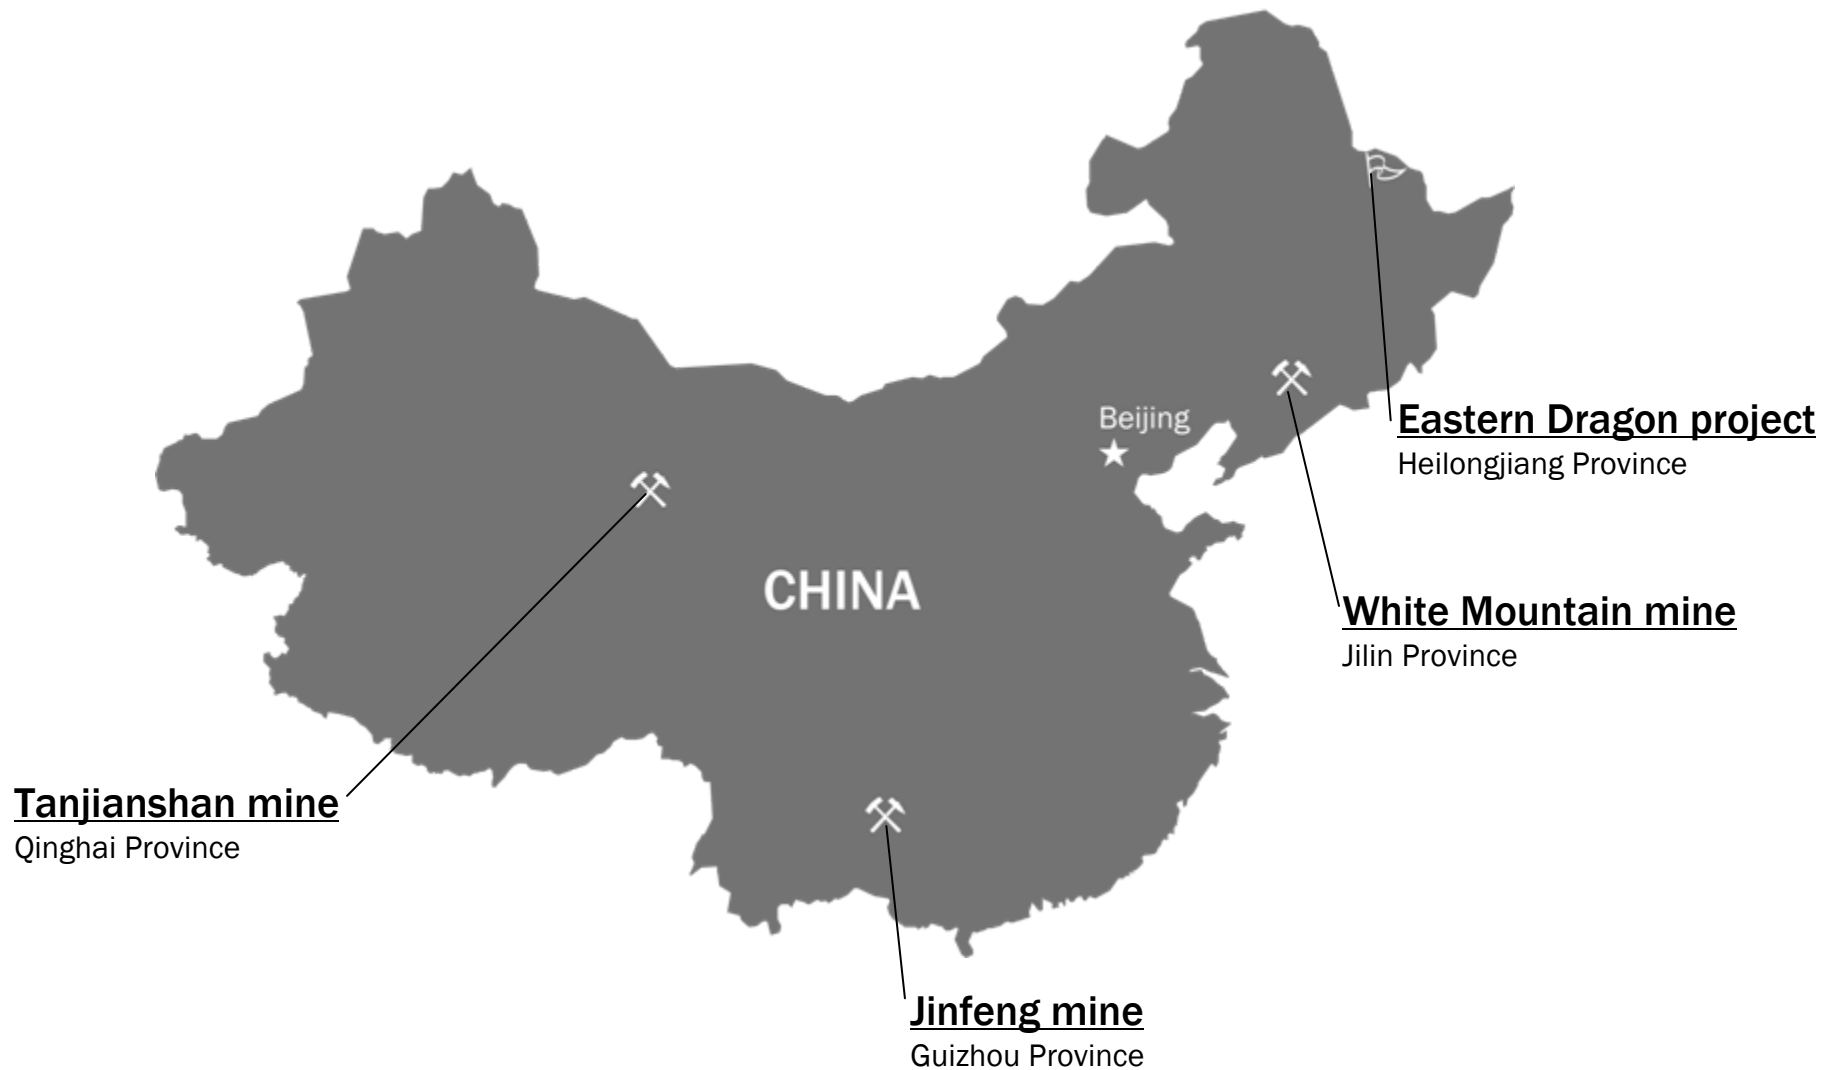 Beijing
Eastern Dragon project
Heilongjiang Province
CHINA
White Mountain mine
Jilin Province
Tanjianshan mine
Qinghai Province
Jinfeng mine
Guizhou Province